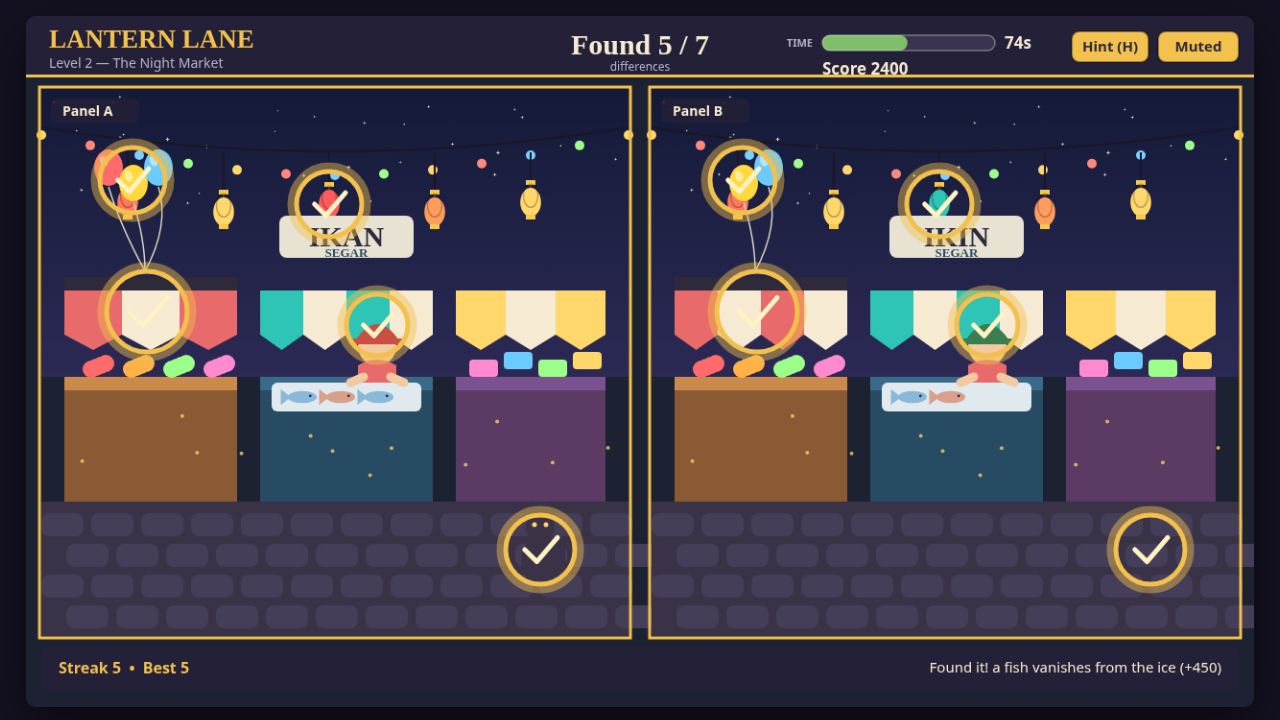 LANTERN LANE
Level 2 — The Night Market
Found 5 / 7
differences
TIME
74s
Score 2400
Hint (H)
Muted
Panel A
IKAN
SEGAR
Panel B
IKIN
SEGAR
Streak 5 • Best 5
Found it! a fish vanishes from the ice (+450)